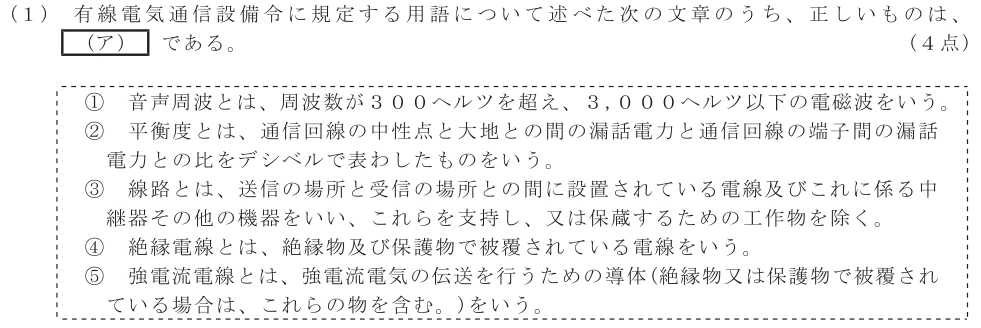 (1) 有線電気通信設備令に規定する用語について述べた次の文章のうち、正しいものは、
(ア) である。 (4点)
① 音声周波とは、周波数が300ヘルツを超え、3,000ヘルツ以下の電磁波をいう。
② 平衡度とは、通信回線の中性点と大地との間の漏話電力と通信回線の端子間の漏話
電力との比をデシベルで表わしたものをいう。
③ 線路とは、送信の場所と受信の場所との間に設置されている電線及びこれに係る中
継器その他の機器をいい、これらを支持し、又は保蔵するための工作物を除く。
④ 絶縁電線とは、絶縁物及び保護物で被覆されている電線をいう。
⑤ 強電流電線とは、強電流電気の伝送を行うための導体(絶縁物又は保護物で被覆され
ている場合は、これらの物を含む。)をいう。